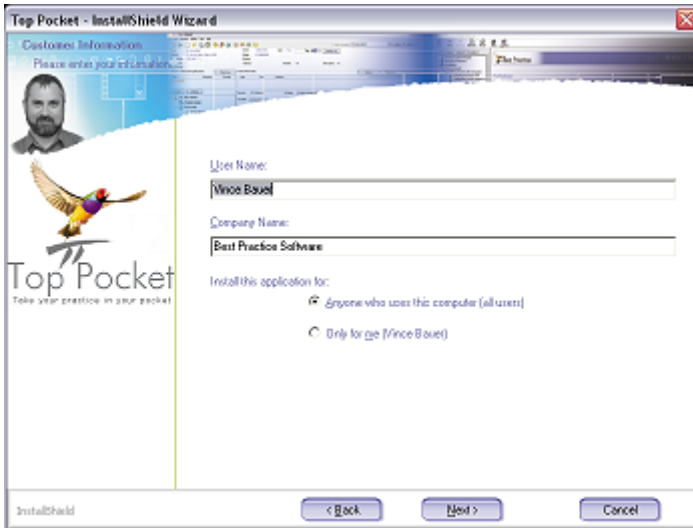 Top Pocket - InstallShield Wizard
Customer Information
Please enter your information.
User Name:
Vince Bauer
Company Name:
Best Practice Software
Install this application for:
Anyone who uses this computer (all users)
Only for me (Vince Bauer)
Top Pocket
Take your practice in your pocket
InstallShield
< Back
Next >
Cancel